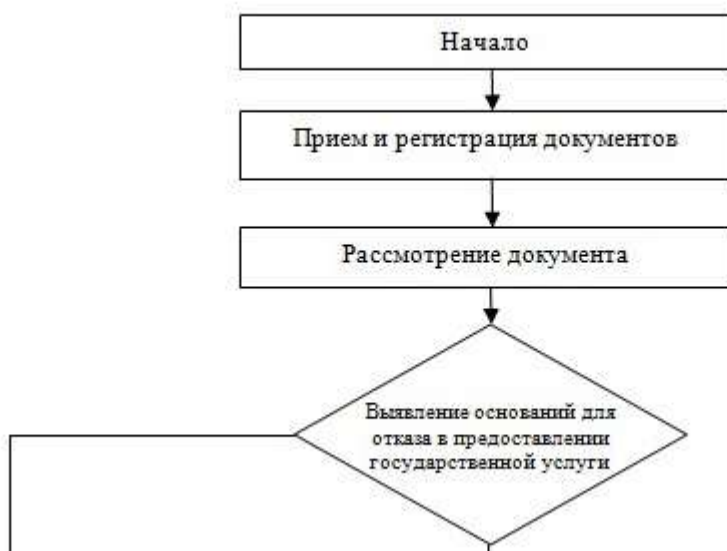 Начало
Прием и регистрация документов
Рассмотрение документа
Выявление оснований для
отказа в предоставлении
государственной услуги